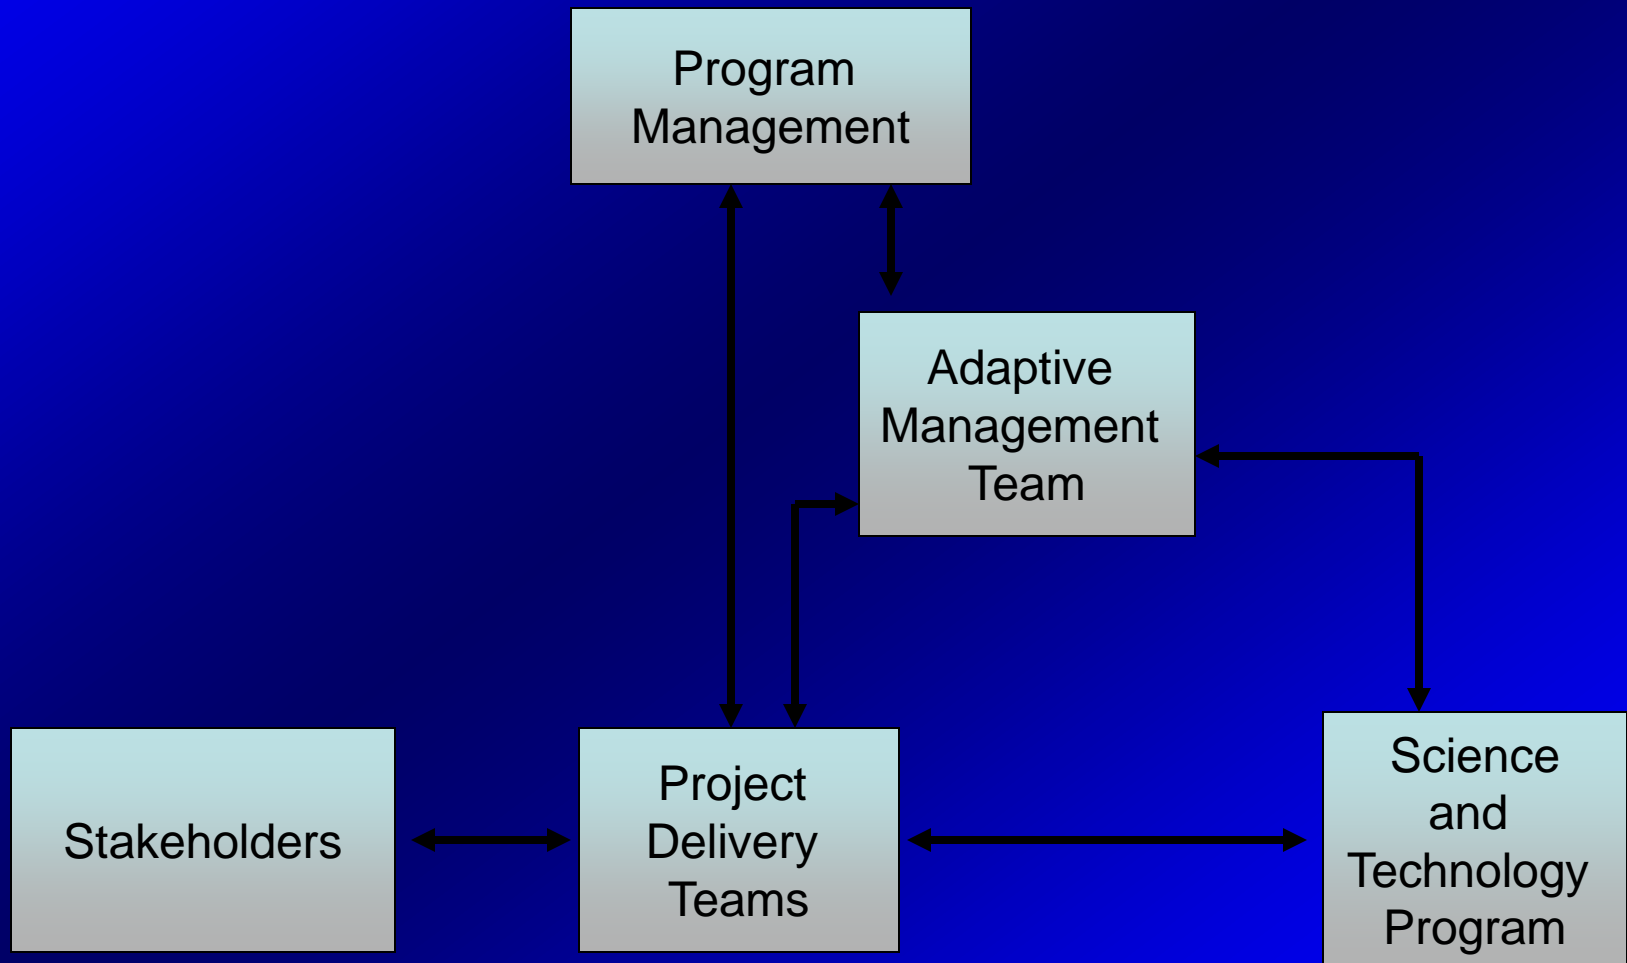 Program
Management
Adaptive
Management
Team
Stakeholders
Project
Delivery
Teams
Science
and
Technology
Program